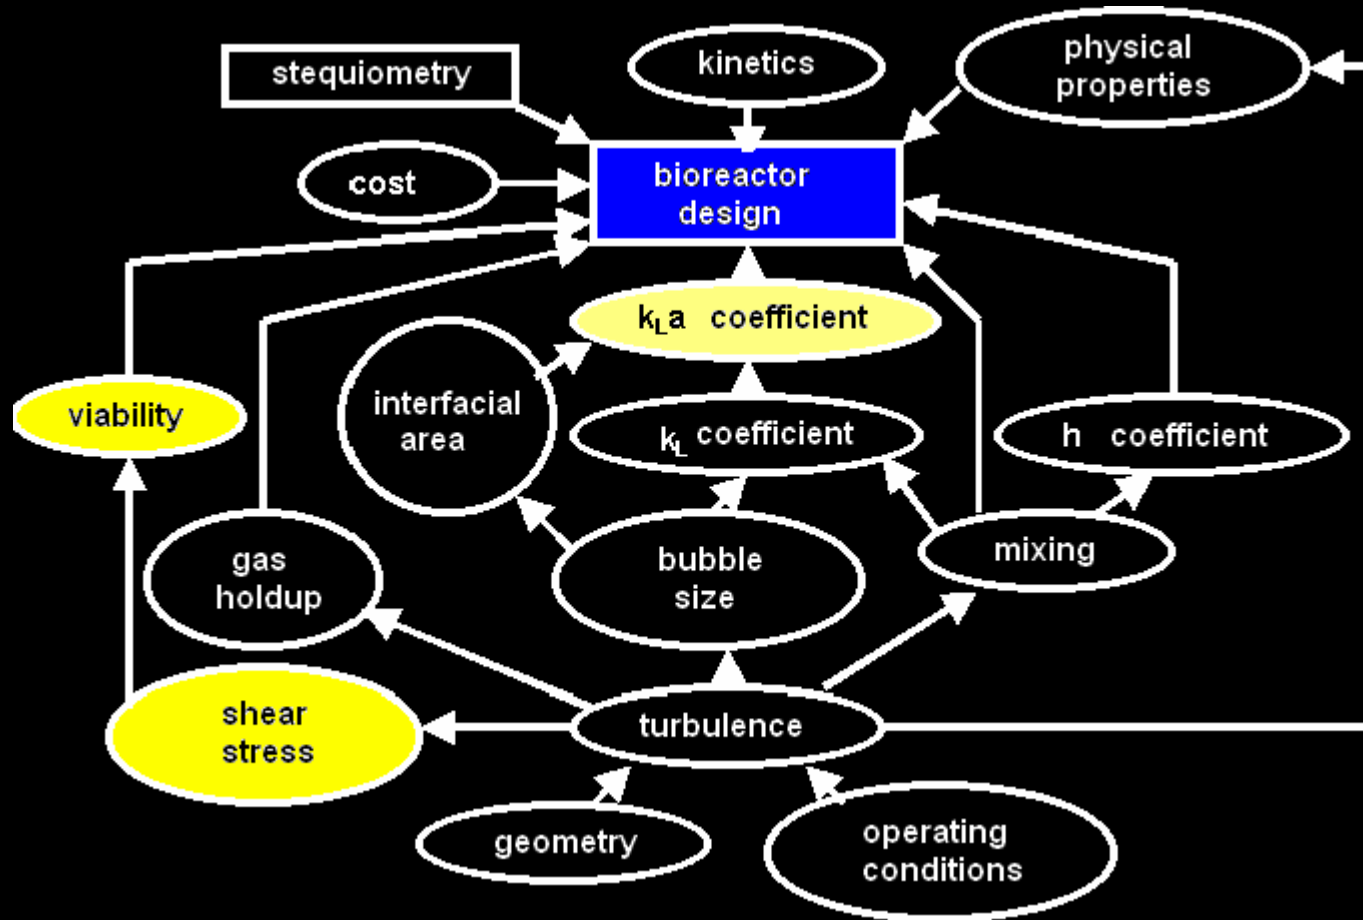 stequiometry
kinetics
physical
properties
cost
bioreactor
design
kLa coefficient
viability
interfacial
area
kL coefficient
h coefficient
gas
holdup
bubble
size
mixing
shear
stress
turbulence
geometry
operating
conditions